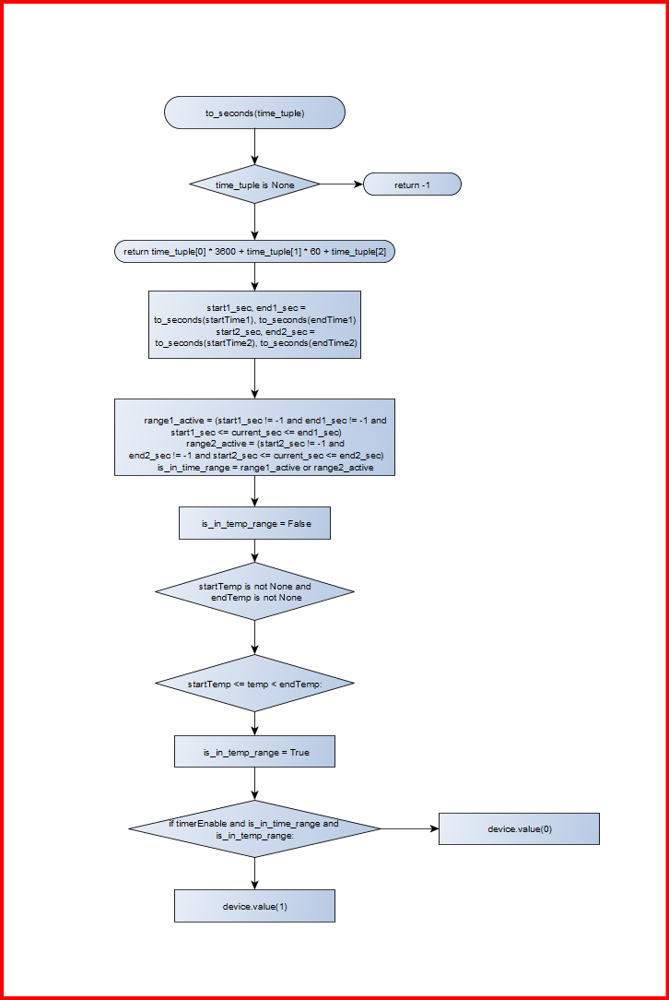 to_seconds(time_tuple)
time_tuple is None
return -1
return time_tuple[0] * 3600 + time_tuple[1] * 60 + time_tuple[2]
start1_sec, end1_sec =
to_seconds(startTime1), to_seconds(endTime1)
start2_sec, end2_sec =
to_seconds(startTime2), to_seconds(endTime2)
range1_active = (start1_sec != -1 and end1_sec != -1 and
start1_sec <= current_sec <= end1_sec)
range2_active = (start2_sec != -1 and
end2_sec != -1 and start2_sec <= current_sec <= end2_sec)
is_in_time_range = range1_active or range2_active
is_in_temp_range = False
startTemp is not None and
endTemp is not None
startTemp <= temp < endTemp:
is_in_temp_range = True
if timerEnable and is_in_time_range and
is_in_temp_range:
device.value(0)
device.value(1)